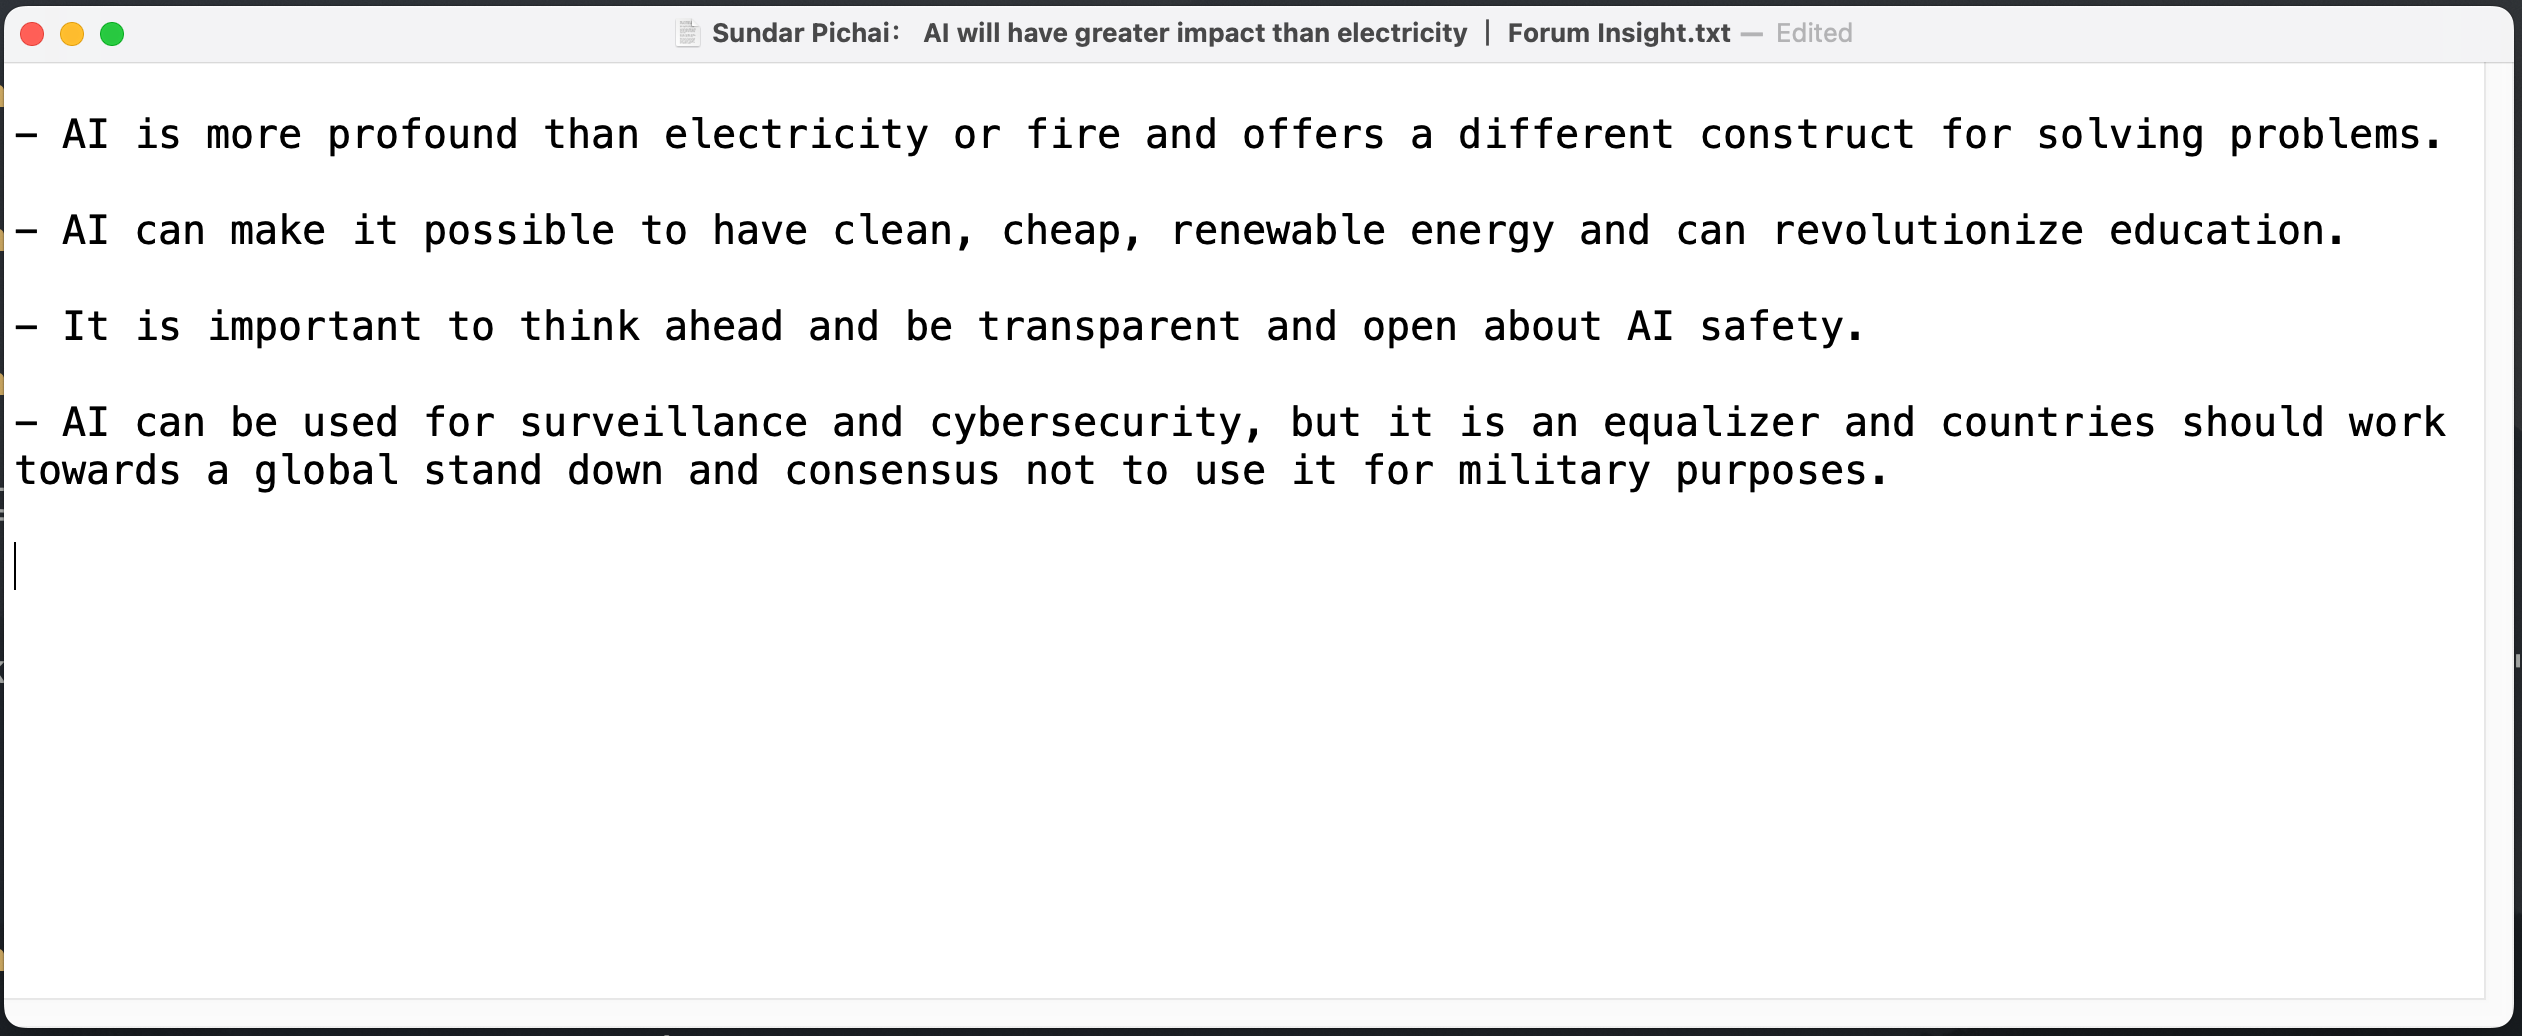 Sundar Pichai: AI will have greater impact than electricity | Forum Insight.txt — Edited
- AI is more profound than electricity or fire and offers a different construct for solving problems.
- AI can make it possible to have clean, cheap, renewable energy and can revolutionize education.
- It is important to think ahead and be transparent and open about AI safety.
- AI can be used for surveillance and cybersecurity, but it is an equalizer and countries should work
towards a global stand down and consensus not to use it for military purposes.